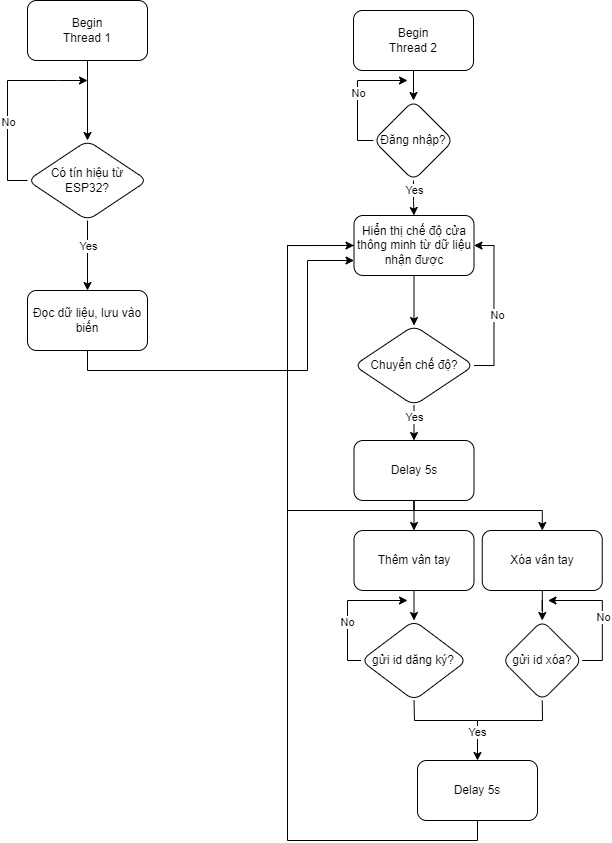 Begin
Thread 1
No
Có tín hiệu từ
ESP32?
Yes
Đọc dữ liệu, lưu vào
biến
Begin
Thread 2
No
Đăng nhập?
Yes
Hiển thị chế độ cửa
thông minh từ dữ liệu
nhận được
No
Chuyển chế độ?
Yes
Delay 5s
Thêm vân tay
Xóa vân tay
No
No
gửi id dăng ký?
gửi id xóa?
Yes
Delay 5s